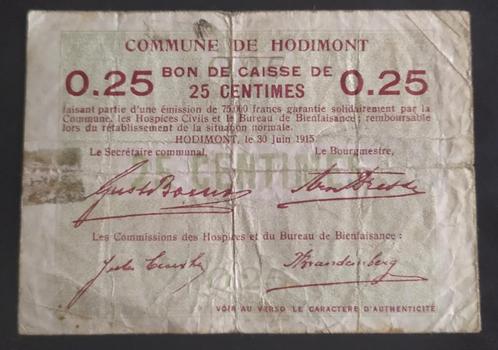 COMMUNE DE HODIMONT
0.25 BON DE CAISSE DE 0.25
25 CENTIMES
faisant partie d'une émission de 75.000 francs garantie solidairement par la
Commune, les Hospices Civils et le Bureau de Bienfaisance; remboursable
lors du rétablissement de la situation normale.
HODIMONT, le 30 juin 1915.
Le Secrétaire communal, Le Bourgmestre,
CENTIM
Les Commissions des Hospices et du Bureau de Bienfaisance :
VOIR AU VERSO LE CARACTÈRE D'AUTHENTICITÉ